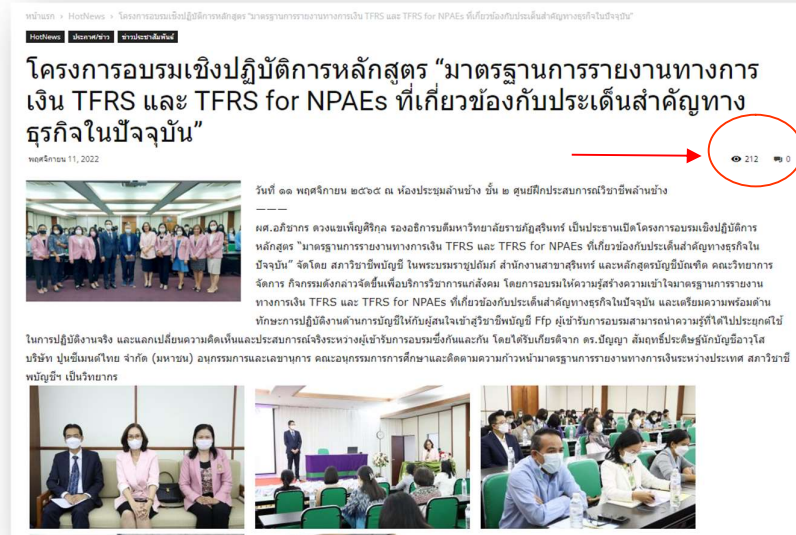 หน้าแรก › HotNews › โครงการอบรมเชิงปฏิบัติการหลักสูตร "มาตรฐานการรายงานทางการเงิน TFRS และ TFRS for NPAEs ที่เกี่ยวข้องกับประเด็นสำคัญทางธุรกิจในปัจจุบัน"
HotNews ประกาศ/ข่าว ข่าวประชาสัมพันธ์
โครงการอบรมเชิงปฏิบัติการหลักสูตร “มาตรฐานการรายงานทางการ
เงิน TFRS และ TFRS for NPAEs ที่เกี่ยวข้องกับประเด็นสำคัญทาง
ธุรกิจในปัจจุบัน”
พฤศจิกายน 11, 2022
212 0
วันที่ ๑๑ พฤศจิกายน ๒๕๖๕ ณ ห้องประชุมล้านช้าง ชั้น ๒ ศูนย์ฝึกประสบการณ์วิชาชีพล้านช้าง
———
ผศ.อภิชากร ตวงแขเพ็ญศิริกุล รองอธิการบดีมหาวิทยาลัยราชภัฏสุรินทร์ เป็นประธานเปิดโครงการอบรมเชิงปฏิบัติการ
หลักสูตร "มาตรฐานการรายงานทางการเงิน TFRS และ TFRS for NPAEs ที่เกี่ยวข้องกับประเด็นสำคัญทางธุรกิจใน
ปัจจุบัน" จัดโดย สภาวิชาชีพบัญชี ในพระบรมราชูปถัมภ์ สำนักงานสาขาสุรินทร์ และหลักสูตรบัญชีบัณฑิต คณะวิทยาการ
จัดการ กิจกรรมดังกล่าวจัดขึ้นเพื่อบริการวิชาการแก่สังคม โดยการอบรมให้ความรู้สร้างความเข้าใจมาตรฐานการรายงาน
ทางการเงิน TFRS และ TFRS for NPAEs ที่เกี่ยวข้องกับประเด็นสำคัญทางธุรกิจในปัจจุบัน และเตรียมความพร้อมด้าน
ทักษะการปฏิบัติงานด้านการบัญชีให้กับผู้สนใจเข้าสู่วิชาชีพบัญชี Ffp ผู้เข้ารับการอบรมสามารถนำความรู้ที่ได้ไปประยุกต์ใช้
ในการปฏิบัติงานจริง และแลกเปลี่ยนความคิดเห็นและประสบการณ์จริงระหว่างผู้เข้ารับการอบรมซึ่งกันและกัน โดยได้รับเกียรติจาก ดร.ปัญญา สัมฤทธิ์ประดิษฐ์นักบัญชีอาวุโส
บริษัท ปูนซีเมนต์ไทย จำกัด (มหาชน) อนุกรรมการและเลขานุการ คณะอนุกรรมการการศึกษาและติดตามความก้าวหน้ามาตรฐานการรายงานทางการเงินระหว่างประเทศ สภาวิชาชี
พบัญชีฯ เป็นวิทยากร